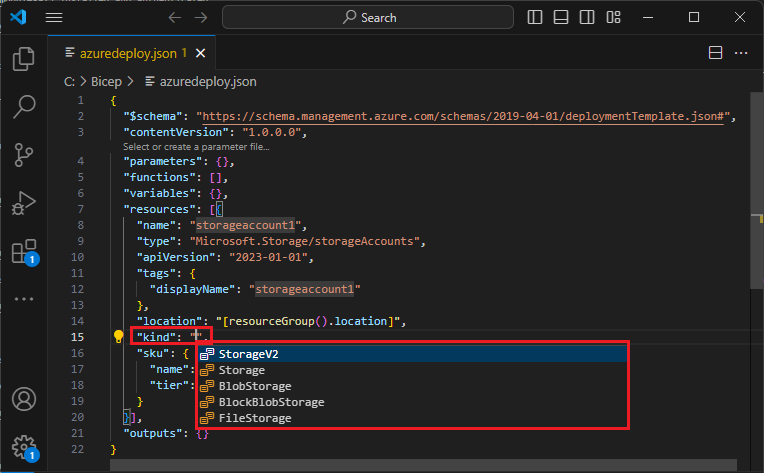 Search
azuredeploy.json 1
C: > Bicep > azuredeploy.json
1 {
2 "$schema": "https://schema.management.azure.com/schemas/2019-04-01/deploymentTemplate.json#",
3 "contentVersion": "1.0.0.0",
Select or create a parameter file...
4 "parameters": {},
5 "functions": [],
6 "variables": {},
7 "resources": [{
8 "name": "storageaccount1",
9 "type": "Microsoft.Storage/storageAccounts",
10 "apiVersion": "2023-01-01",
11 "tags": {
12 "displayName": "storageaccount1"
13 },
14 "location": "[resourceGroup().location]",
15 "kind": "",
16 "sku": {
17 "name":
18 "tier":
19 }
20 }],
21 "outputs": {}
22 }
StorageV2
Storage
BlobStorage
BlockBlobStorage
FileStorage
1
1